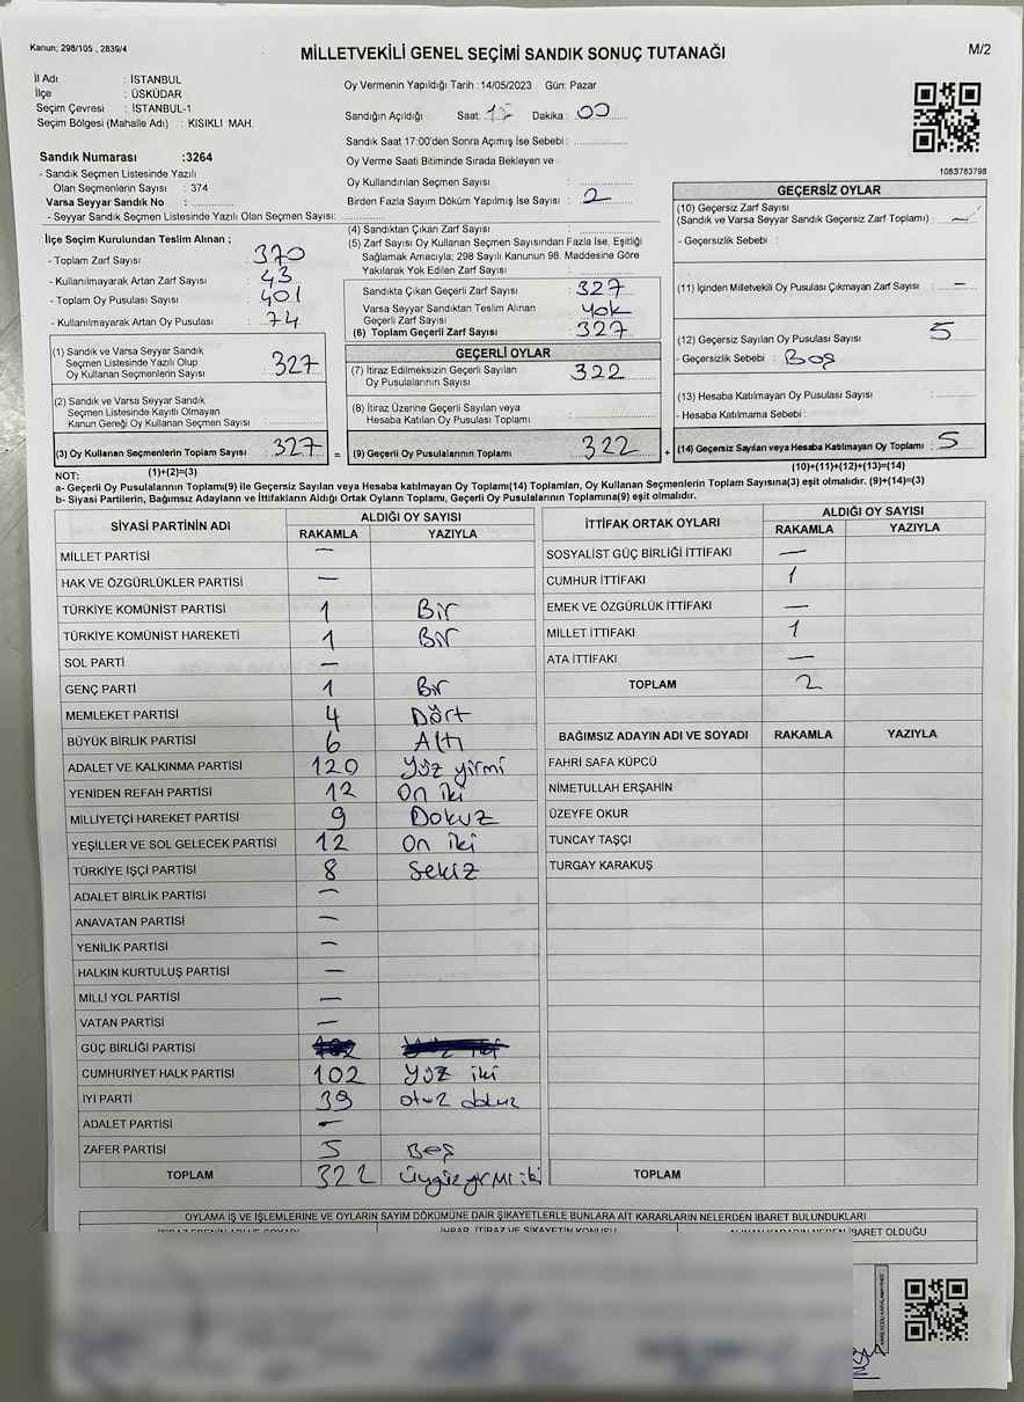 Kanun; 298/105 , 2839/4
MİLLETVEKİLİ GENEL SEÇİMİ SANDIK SONUÇ TUTANAĞI
M/2
İl Adı : İSTANBUL
İlçe : ÜSKÜDAR
Seçim Çevresi : İSTANBUL-1
Seçim Bölgesi (Mahalle Adı) : KISIKLI MAH.
Sandık Numarası :3264
- Sandık Seçmen Listesinde Yazılı
Olan Seçmenlerin Sayısı : 374
Varsa Seyyar Sandık No :
- Seyyar Sandık Seçmen Listesinde Yazılı Olan Seçmen Sayısı:
Oy Vermenin Yapıldığı Tarih : 14/05/2023 Gün: Pazar
Sandığın Açıldığı Saat: Dakika: 00
Sandık Saat 17:00'den Sonra Açımış İse Sebebi :
Oy Verme Saati Bitiminde Sırada Bekleyen ve
Oy Kullandırılan Seçmen Sayısı :
Birden Fazla Sayım Döküm Yapılmış İse Sayısı : 2
1083783798
İlçe Seçim Kurulundan Teslim Alınan ;
- Toplam Zarf Sayısı : 370
- Kullanılmayarak Artan Zarf Sayısı : 43
- Toplam Oy Pusulası Sayısı : 401
- Kullanılmayarak Artan Oy Pusulası : 74
(4) Sandıktan Çıkan Zarf Sayısı :
(5) Zarf Sayısı Oy Kullanan Seçmen Sayısından Fazla İse, Eşitliği
Sağlamak Amacıyla; 298 Sayılı Kanunun 98. Maddesine Göre
Yakılarak Yok Edilen Zarf Sayısı :
Sandıkta Çıkan Geçerli Zarf Sayısı : 327
Varsa Seyyar Sandıktan Teslim Alınan
Geçerli Zarf Sayısı : Yok
(6) Toplam Geçerli Zarf Sayısı : 327
GEÇERSİZ OYLAR
(10) Geçersiz Zarf Sayısı
(Sandık ve Varsa Seyyar Sandık Geçersiz Zarf Toplamı) : —
- Geçersizlik Sebebi :
(11) İçinden Milletvekili Oy Pusulası Çıkmayan Zarf Sayısı : —
(12) Geçersiz Sayılan Oy Pusulası Sayısı : 5
- Geçersizlik Sebebi : Boş
(13) Hesaba Katılmayan Oy Pusulası Sayısı :
- Hesaba Katılmama Sebebi :
(14) Geçersiz Sayılan veya Hesaba Katılmayan Oy Toplamı : 5
(10)+(11)+(12)+(13)=(14)
(1) Sandık ve Varsa Seyyar Sandık
Seçmen Listesinde Yazılı Olup
Oy Kullanan Seçmenlerin Sayısı : 327
(2) Sandık ve Varsa Seyyar Sandık
Seçmen Listesinde Kayıtlı Olmayan
Kanun Gereği Oy Kullanan Seçmen Sayısı :
(3) Oy Kullanan Seçmenlerin Toplam Sayısı : 327 =
(1)+(2)=(3)
GEÇERLİ OYLAR
(7) İtiraz Edilmeksizin Geçerli Sayılan
Oy Pusulalarının Sayısı : 322
(8) İtiraz Üzerine Geçerli Sayılan veya
Hesaba Katılan Oy Pusulası Toplamı :
(9) Geçerli Oy Pusulalarının Toplamı : 322 +
NOT:
a- Geçerli Oy Pusulalarının Toplamı(9) ile Geçersiz Sayılan veya Hesaba katılmayan Oy Toplamı(14) Toplamları, Oy Kullanan Seçmenlerin Toplam Sayısına(3) eşit olmalıdır. (9)+(14)=(3)
b- Siyasi Partilerin, Bağımsız Adayların ve İttifakların Aldığı Ortak Oyların Toplamı, Geçerli Oy Pusulalarının Toplamına(9) eşit olmalıdır.
SİYASİ PARTİNİN ADI ALDIĞI OY SAYISI
RAKAMLA YAZIYLA
MİLLET PARTİSİ —
HAK VE ÖZGÜRLÜKLER PARTİSİ —
TÜRKİYE KOMÜNİST PARTİSİ 1 Bir
TÜRKİYE KOMÜNİST HAREKETİ 1 Bir
SOL PARTİ —
GENÇ PARTİ 1 Bir
MEMLEKET PARTİSİ 4 Dört
BÜYÜK BİRLİK PARTİSİ 6 Altı
ADALET VE KALKINMA PARTİSİ 120 Yüz yirmi
YENİDEN REFAH PARTİSİ 12 On iki
MİLLİYETÇİ HAREKET PARTİSİ 9 Dokuz
YEŞİLLER VE SOL GELECEK PARTİSİ 12 On iki
TÜRKİYE İŞÇİ PARTİSİ 8 Sekiz
ADALET BİRLİK PARTİSİ —
ANAVATAN PARTİSİ —
YENİLİK PARTİSİ —
HALKIN KURTULUŞ PARTİSİ —
MİLLİ YOL PARTİSİ —
VATAN PARTİSİ —
GÜÇ BİRLİĞİ PARTİSİ
CUMHURİYET HALK PARTİSİ 102 Yüz iki
İYİ PARTİ 39 otuz dokuz
ADALET PARTİSİ —
ZAFER PARTİSİ 5 Beş
TOPLAM 322 üçyüzyirmi iki
İTTİFAK ORTAK OYLARI ALDIĞI OY SAYISI
RAKAMLA YAZIYLA
SOSYALİST GÜÇ BİRLİĞİ İTTİFAKI —
CUMHUR İTTİFAKI 1
EMEK VE ÖZGÜRLÜK İTTİFAKI —
MİLLET İTTİFAKI 1
ATA İTTİFAKI —
TOPLAM 2
BAĞIMSIZ ADAYIN ADI VE SOYADI RAKAMLA YAZIYLA
FAHRİ SAFA KÜPCÜ
NİMETULLAH ERŞAHİN
ÜZEYFE OKUR
TUNCAY TAŞÇI
TURGAY KARAKUŞ
TOPLAM
OYLAMA İŞ VE İŞLEMLERİNE VE OYLARIN SAYIM DÖKÜMÜNE DAİR ŞİKAYETLERLE BUNLARA AİT KARARLARIN NELERDEN İBARET BULUNDUKLARI
İHBAR, İTİRAZ VE ŞİKAYETİN KONUSU
İBARET OLDUĞU